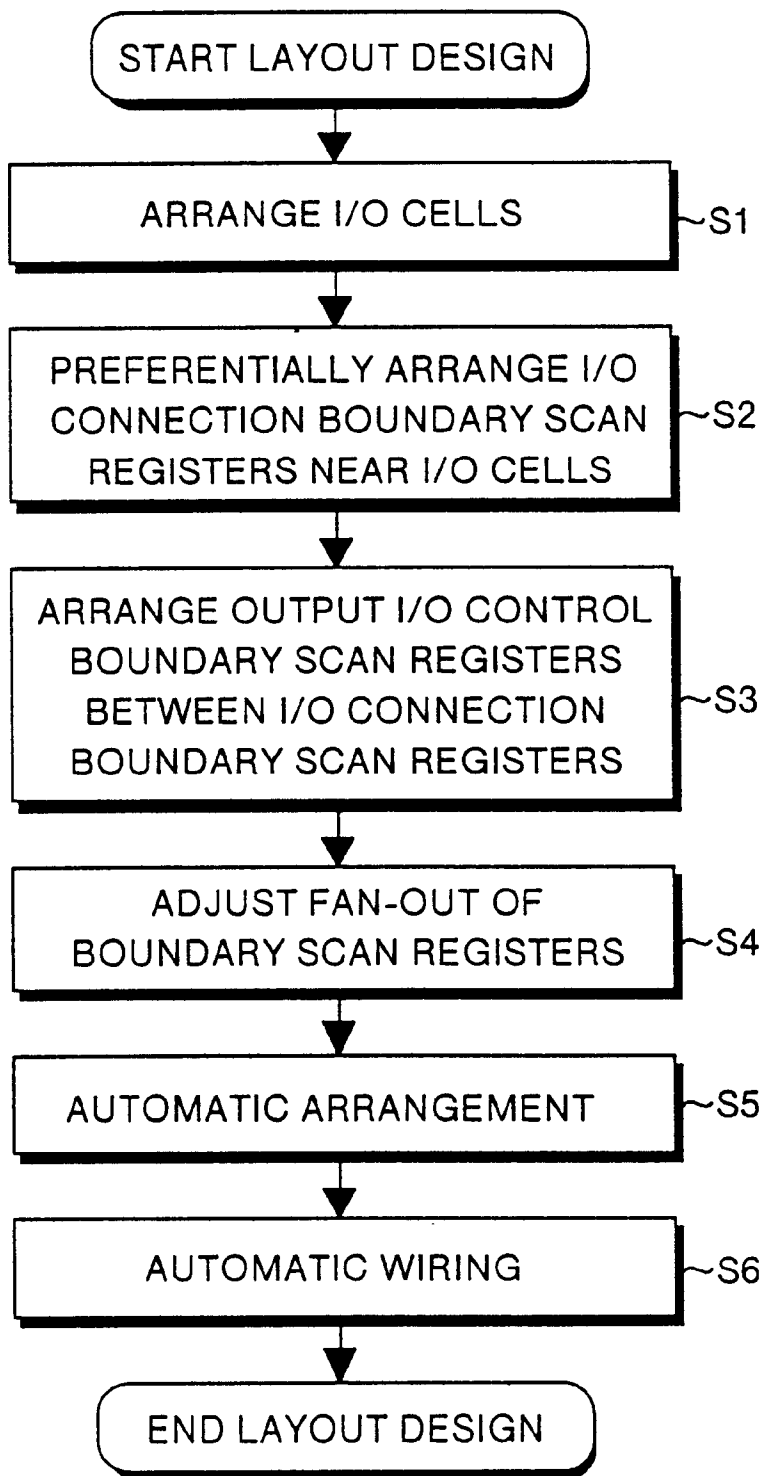 START LAYOUT DESIGN
ARRANGE I/O CELLS
~S1
PREFERENTIALLY ARRANGE I/O
CONNECTION BOUNDARY SCAN
REGISTERS NEAR I/O CELLS
~S2
ARRANGE OUTPUT I/O CONTROL
BOUNDARY SCAN REGISTERS
BETWEEN I/O CONNECTION
BOUNDARY SCAN REGISTERS
~S3
ADJUST FAN-OUT OF
BOUNDARY SCAN REGISTERS
~S4
AUTOMATIC ARRANGEMENT
~S5
AUTOMATIC WIRING
~S6
END LAYOUT DESIGN